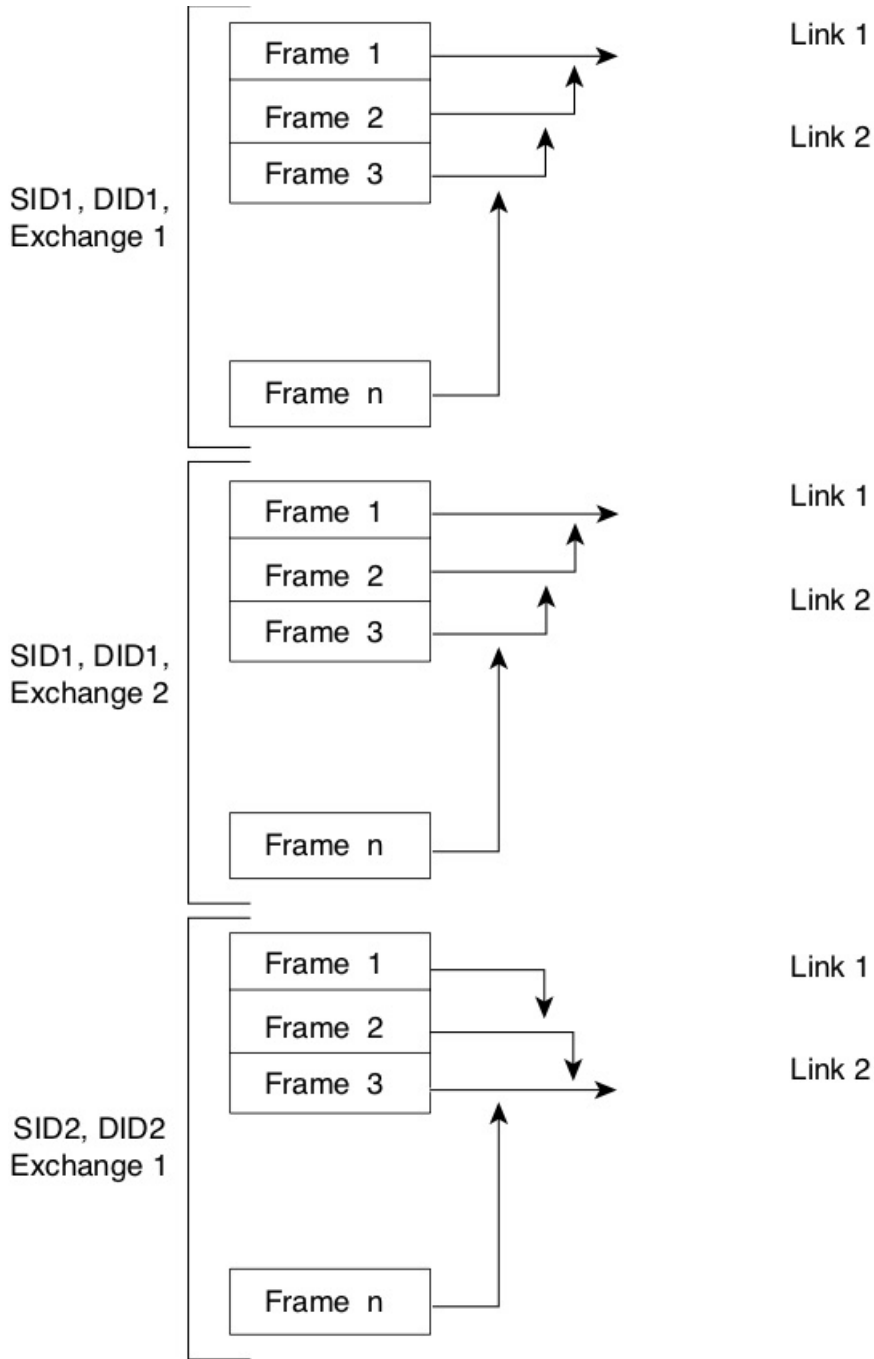 SID1, DID1,
Exchange 1
Frame 1
Frame 2
Frame 3
Frame n
Link 1
Link 2
SID1, DID1,
Exchange 2
Frame 1
Frame 2
Frame 3
Frame n
Link 1
Link 2
SID2, DID2
Exchange 1
Frame 1
Frame 2
Frame 3
Frame n
Link 1
Link 2